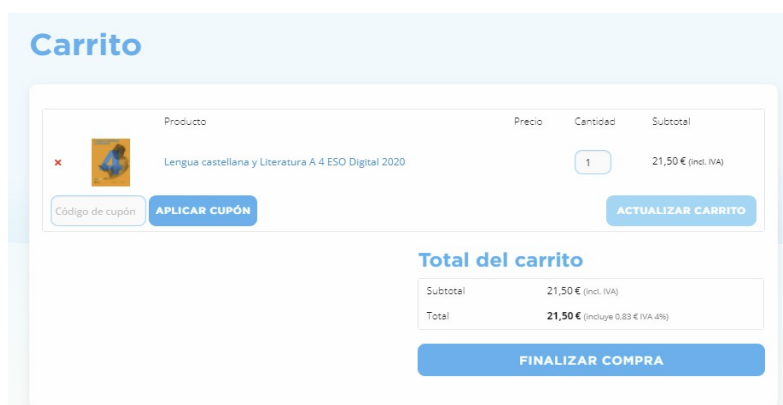 Carrito
Producto Precio Cantidad Subtotal
× Lengua castellana y Literatura A 4 ESO Digital 2020 1 21,50 € (incl. IVA)
Código de cupón APLICAR CUPÓN ACTUALIZAR CARRITO
Total del carrito
Subtotal 21,50 € (incl. IVA)
Total 21,50 € (incluye 0,83 € IVA 4%)
FINALIZAR COMPRA